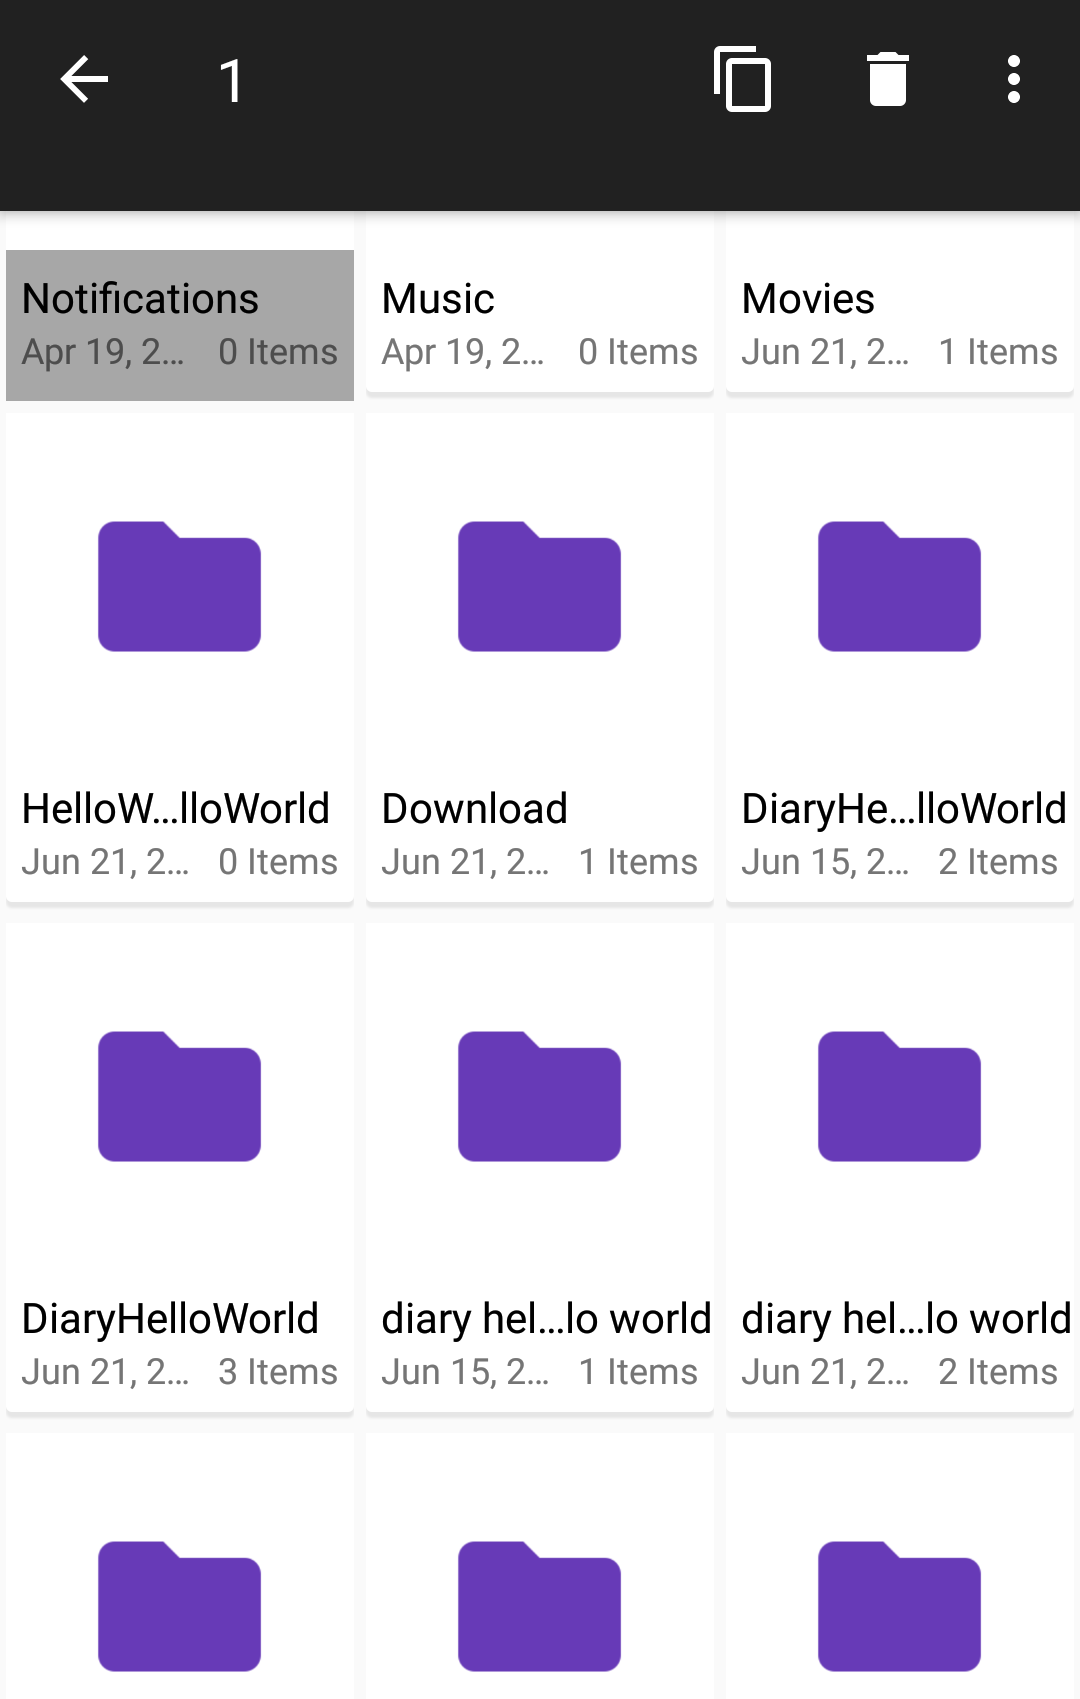 1
Notifications Music Movies
Apr 19, 2... 0 Items Apr 19, 2... 0 Items Jun 21, 2... 1 Items
HelloW...lloWorld Download DiaryHe...lloWorld
Jun 21, 2... 0 Items Jun 21, 2... 1 Items Jun 15, 2... 2 Items
DiaryHelloWorld diary hel...lo world diary hel...lo world
Jun 21, 2... 3 Items Jun 15, 2... 1 Items Jun 21, 2... 2 Items